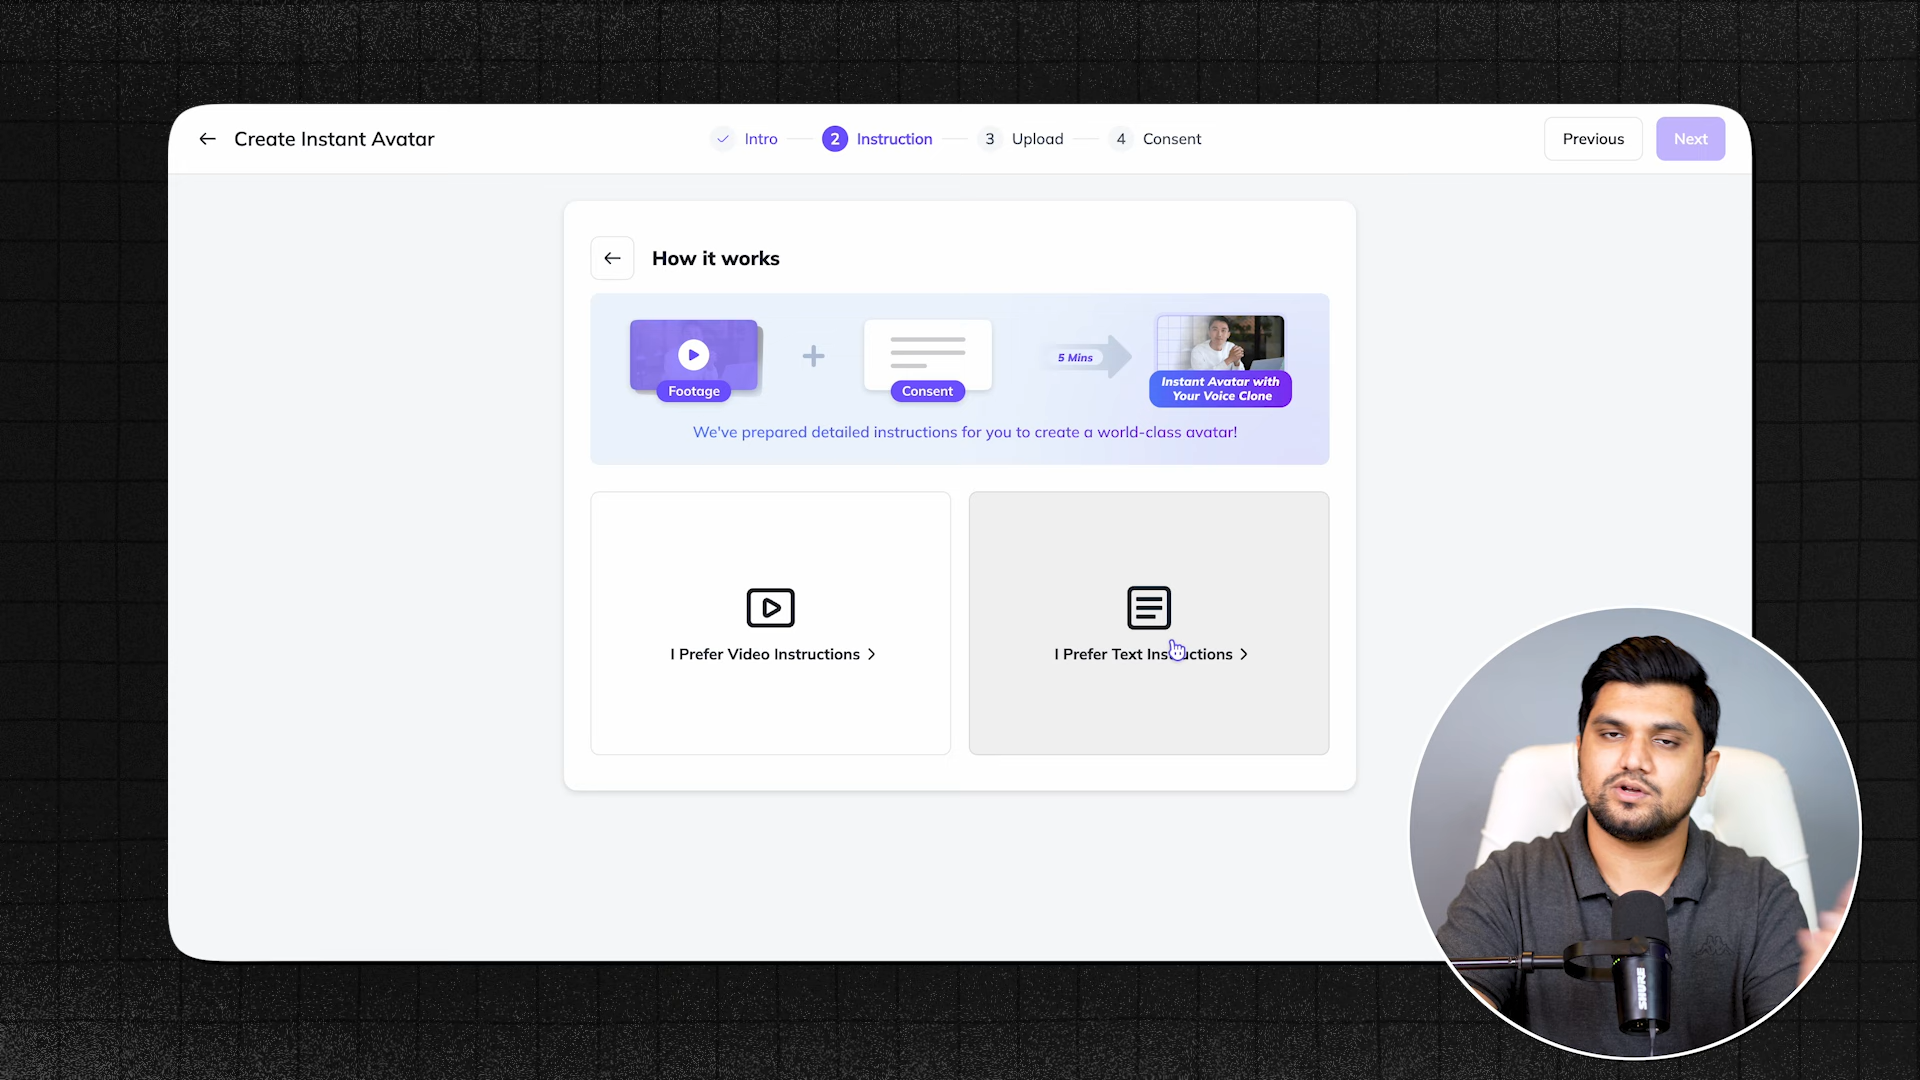 Create Instant Avatar
Intro
2 Instruction
3 Upload
4 Consent
Previous
Next
How it works
Footage
Consent
5 Mins
Instant Avatar with
Your Voice Clone
We've prepared detailed instructions for you to create a world-class avatar!
I Prefer Video Instructions
I Prefer Text Instructions
SHURE